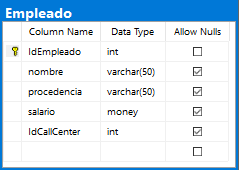 Empleado
Column Name Data Type Allow Nulls
IdEmpleado int
nombre varchar(50)
procedencia varchar(50)
salario money
IdCallCenter int